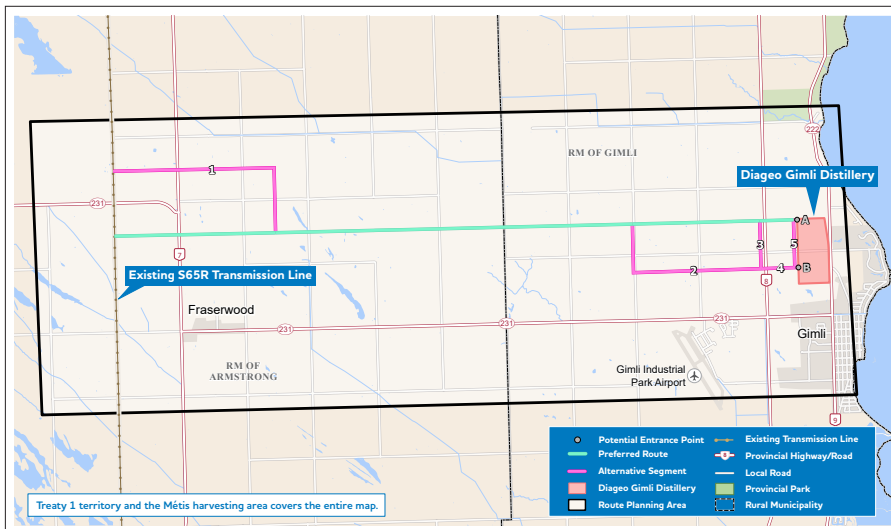 222
RM OF GIMLI
1
Diageo Gimli Distillery
231
A
7
3
5
Existing S65R Transmission Line
2
4
B
8
Fraserwood
231
231
231
Gimli
RM OF
ARMSTRONG
Gimli Industrial
Park Airport
9
Potential Entrance Point
Preferred Route
Alternative Segment
Diageo Gimli Distillery
Route Planning Area
Existing Transmission Line
8
Provincial Highway/Road
Local Road
Provincial Park
Rural Municipality
Treaty 1 territory and the Métis harvesting area covers the entire map.